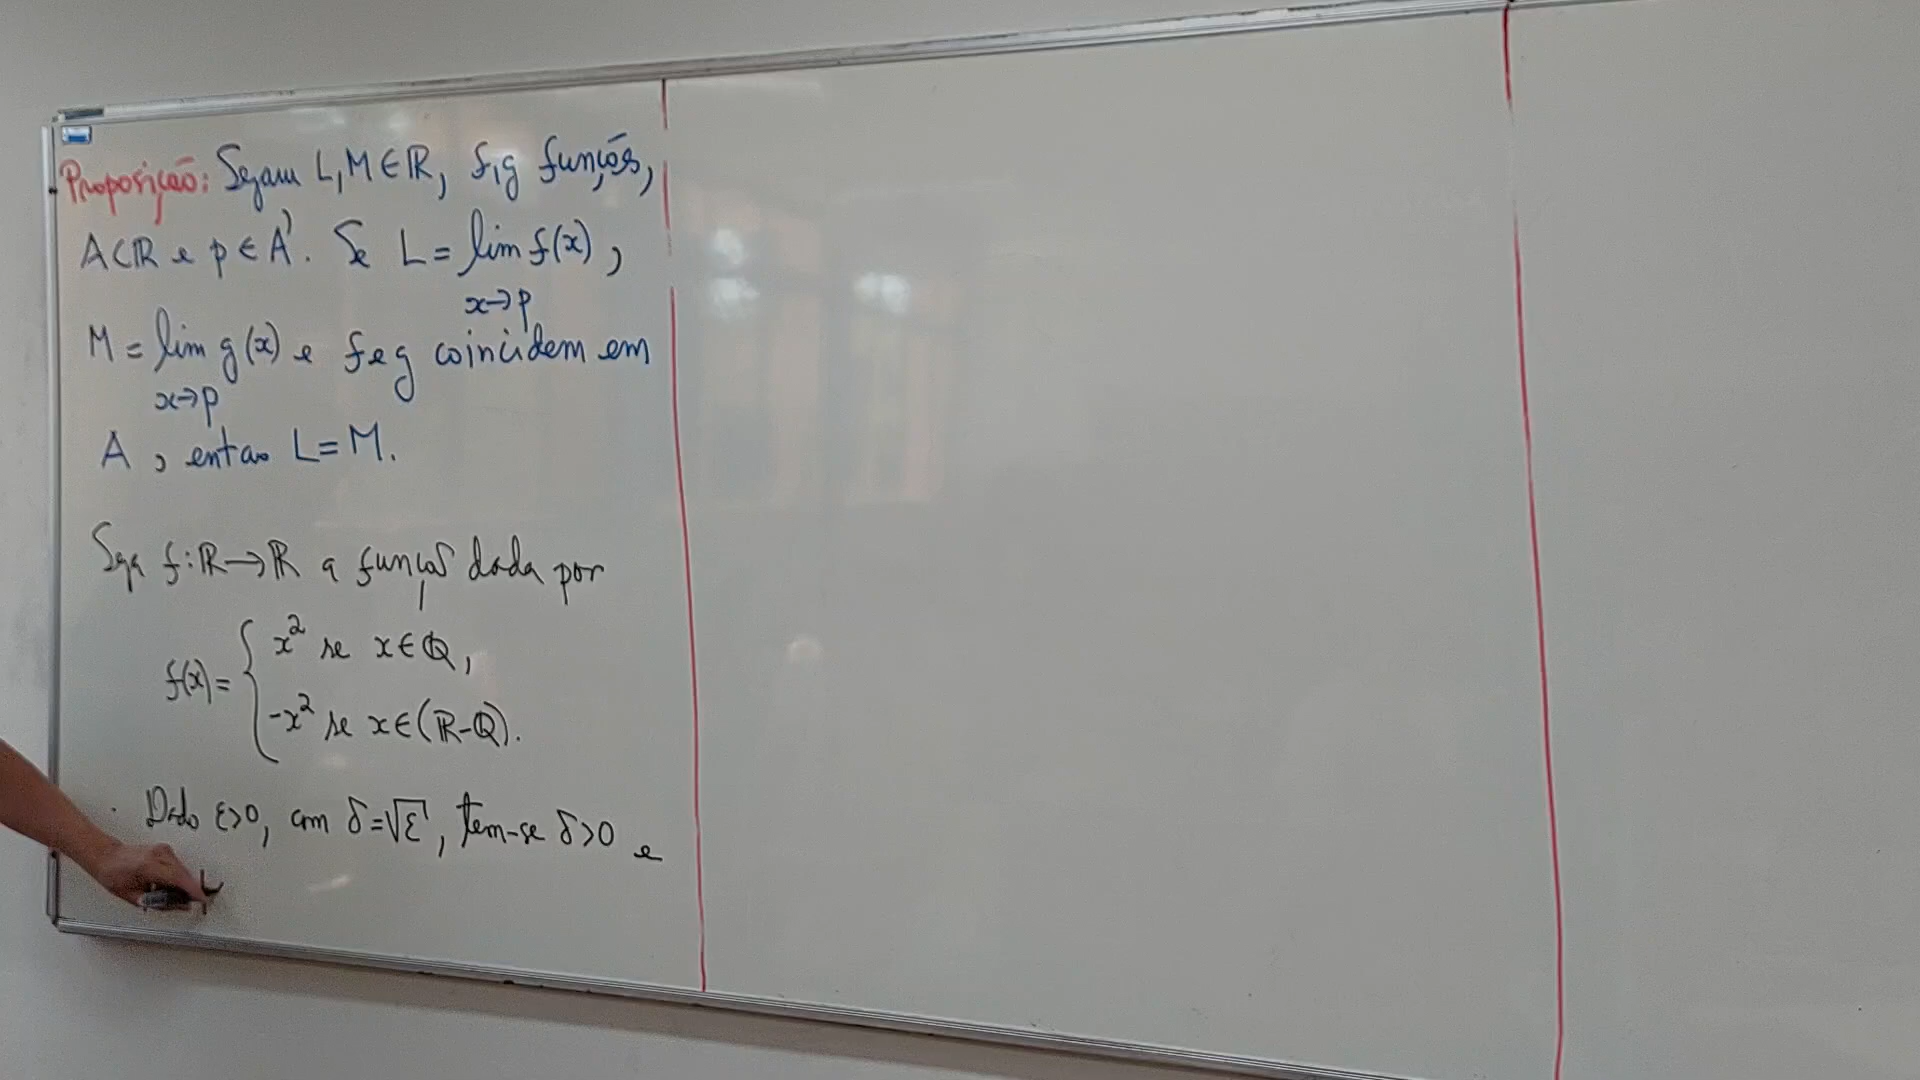 Proposição: Sejam L, M ∈ ℝ, f, g funções,
A ⊂ ℝ e p ∈ A'. Se L = lim f(x),
x→p
M = lim g(x) e f e g coincidem em
x→p
A, então L = M.
Seja f: ℝ → ℝ a função dada por
f(x) = { x² se x ∈ ℚ,
-x² se x ∈ (ℝ-ℚ).
· Dado ε>0, com δ = √ε, tem-se δ>0 e